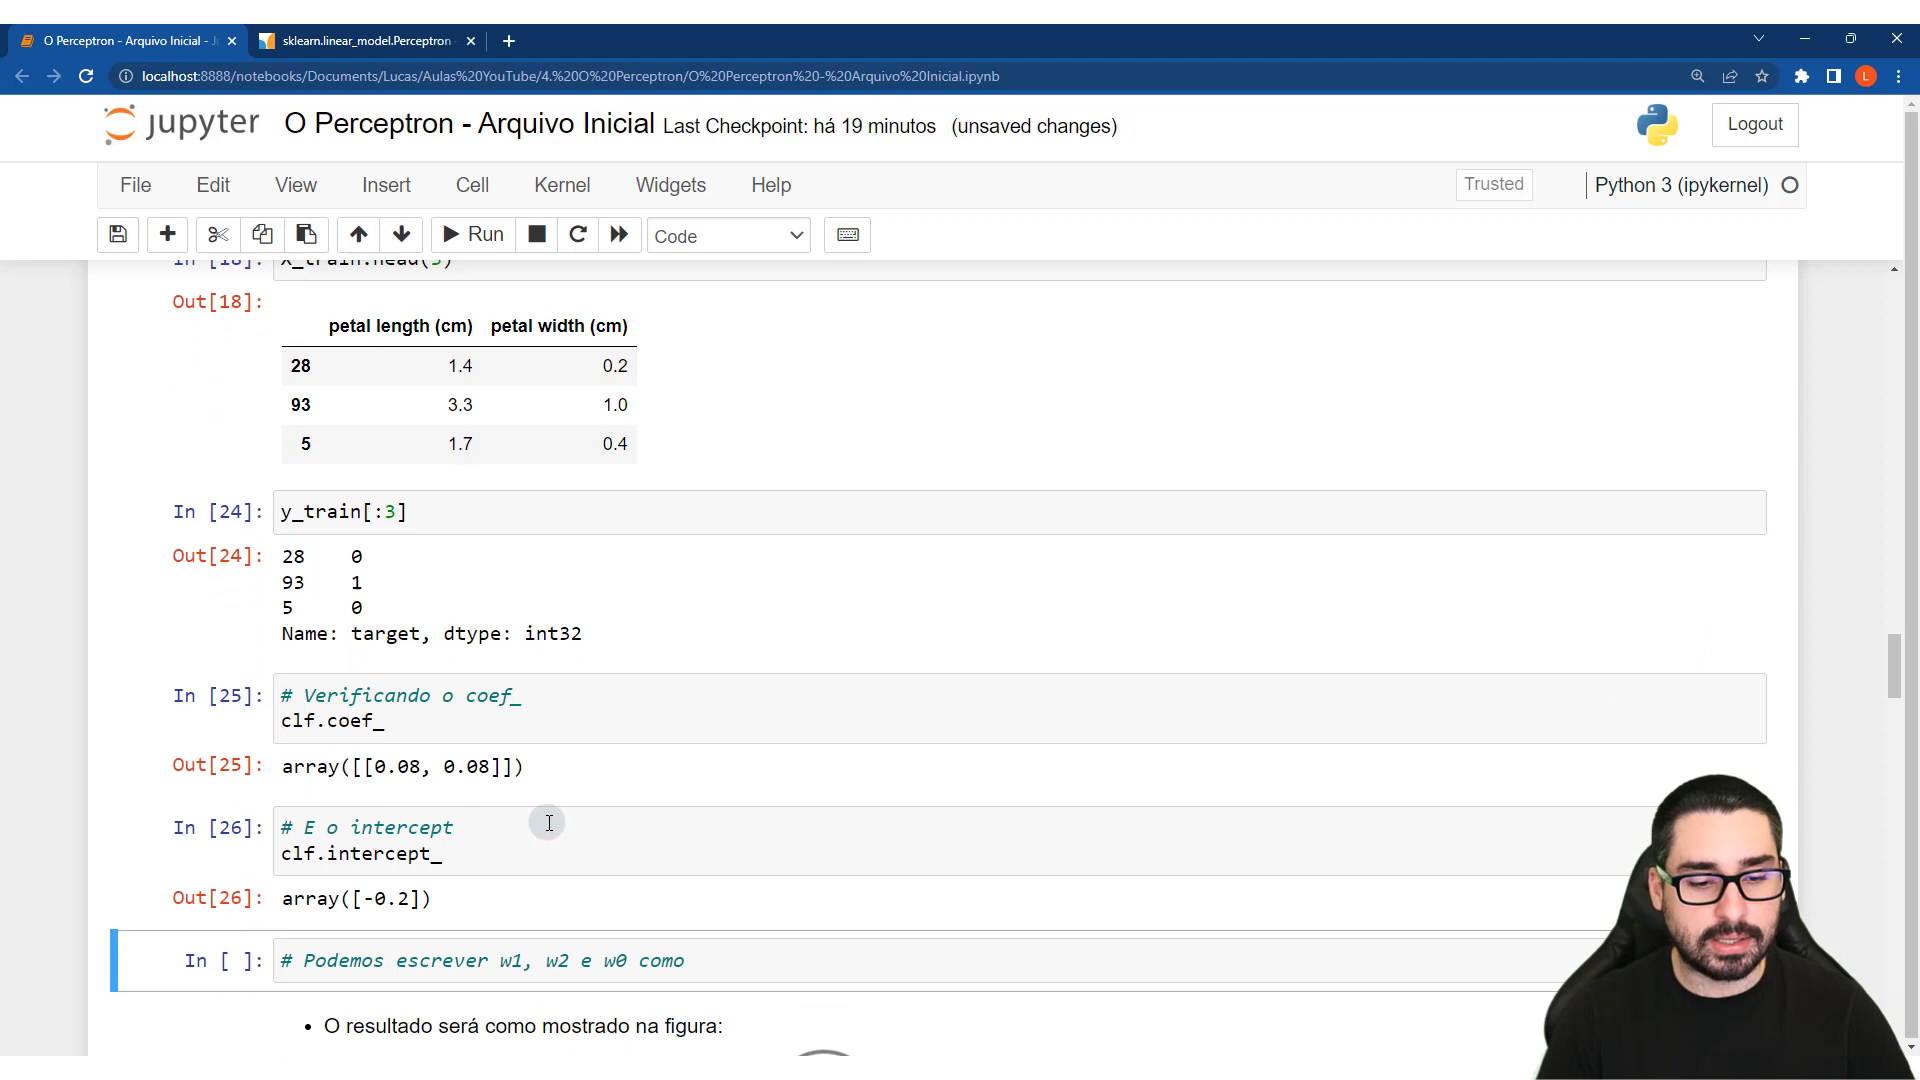 O Perceptron - Arquivo Inicial - J
sklearn.linear_model.Perceptron
localhost:8888/notebooks/Documents/Lucas/Aulas%20YouTube/4.%20O%20Perceptron/O%20Perceptron%20-%20Arquivo%20Inicial.ipynb
L
jupyter O Perceptron - Arquivo Inicial Last Checkpoint: há 19 minutos (unsaved changes)
Logout
File Edit View Insert Cell Kernel Widgets Help
Trusted
Python 3 (ipykernel)
Run
Code
In [18]: X_train.head(3)
Out[18]:
petal length (cm) petal width (cm)
28 1.4 0.2
93 3.3 1.0
5 1.7 0.4
In [24]: y_train[:3]
Out[24]: 28 0
93 1
5 0
Name: target, dtype: int32
In [25]: # Verificando o coef_
clf.coef_
Out[25]: array([[0.08, 0.08]])
In [26]: # E o intercept
clf.intercept_
Out[26]: array([-0.2])
In [ ]: # Podemos escrever w1, w2 e w0 como
• O resultado será como mostrado na figura: